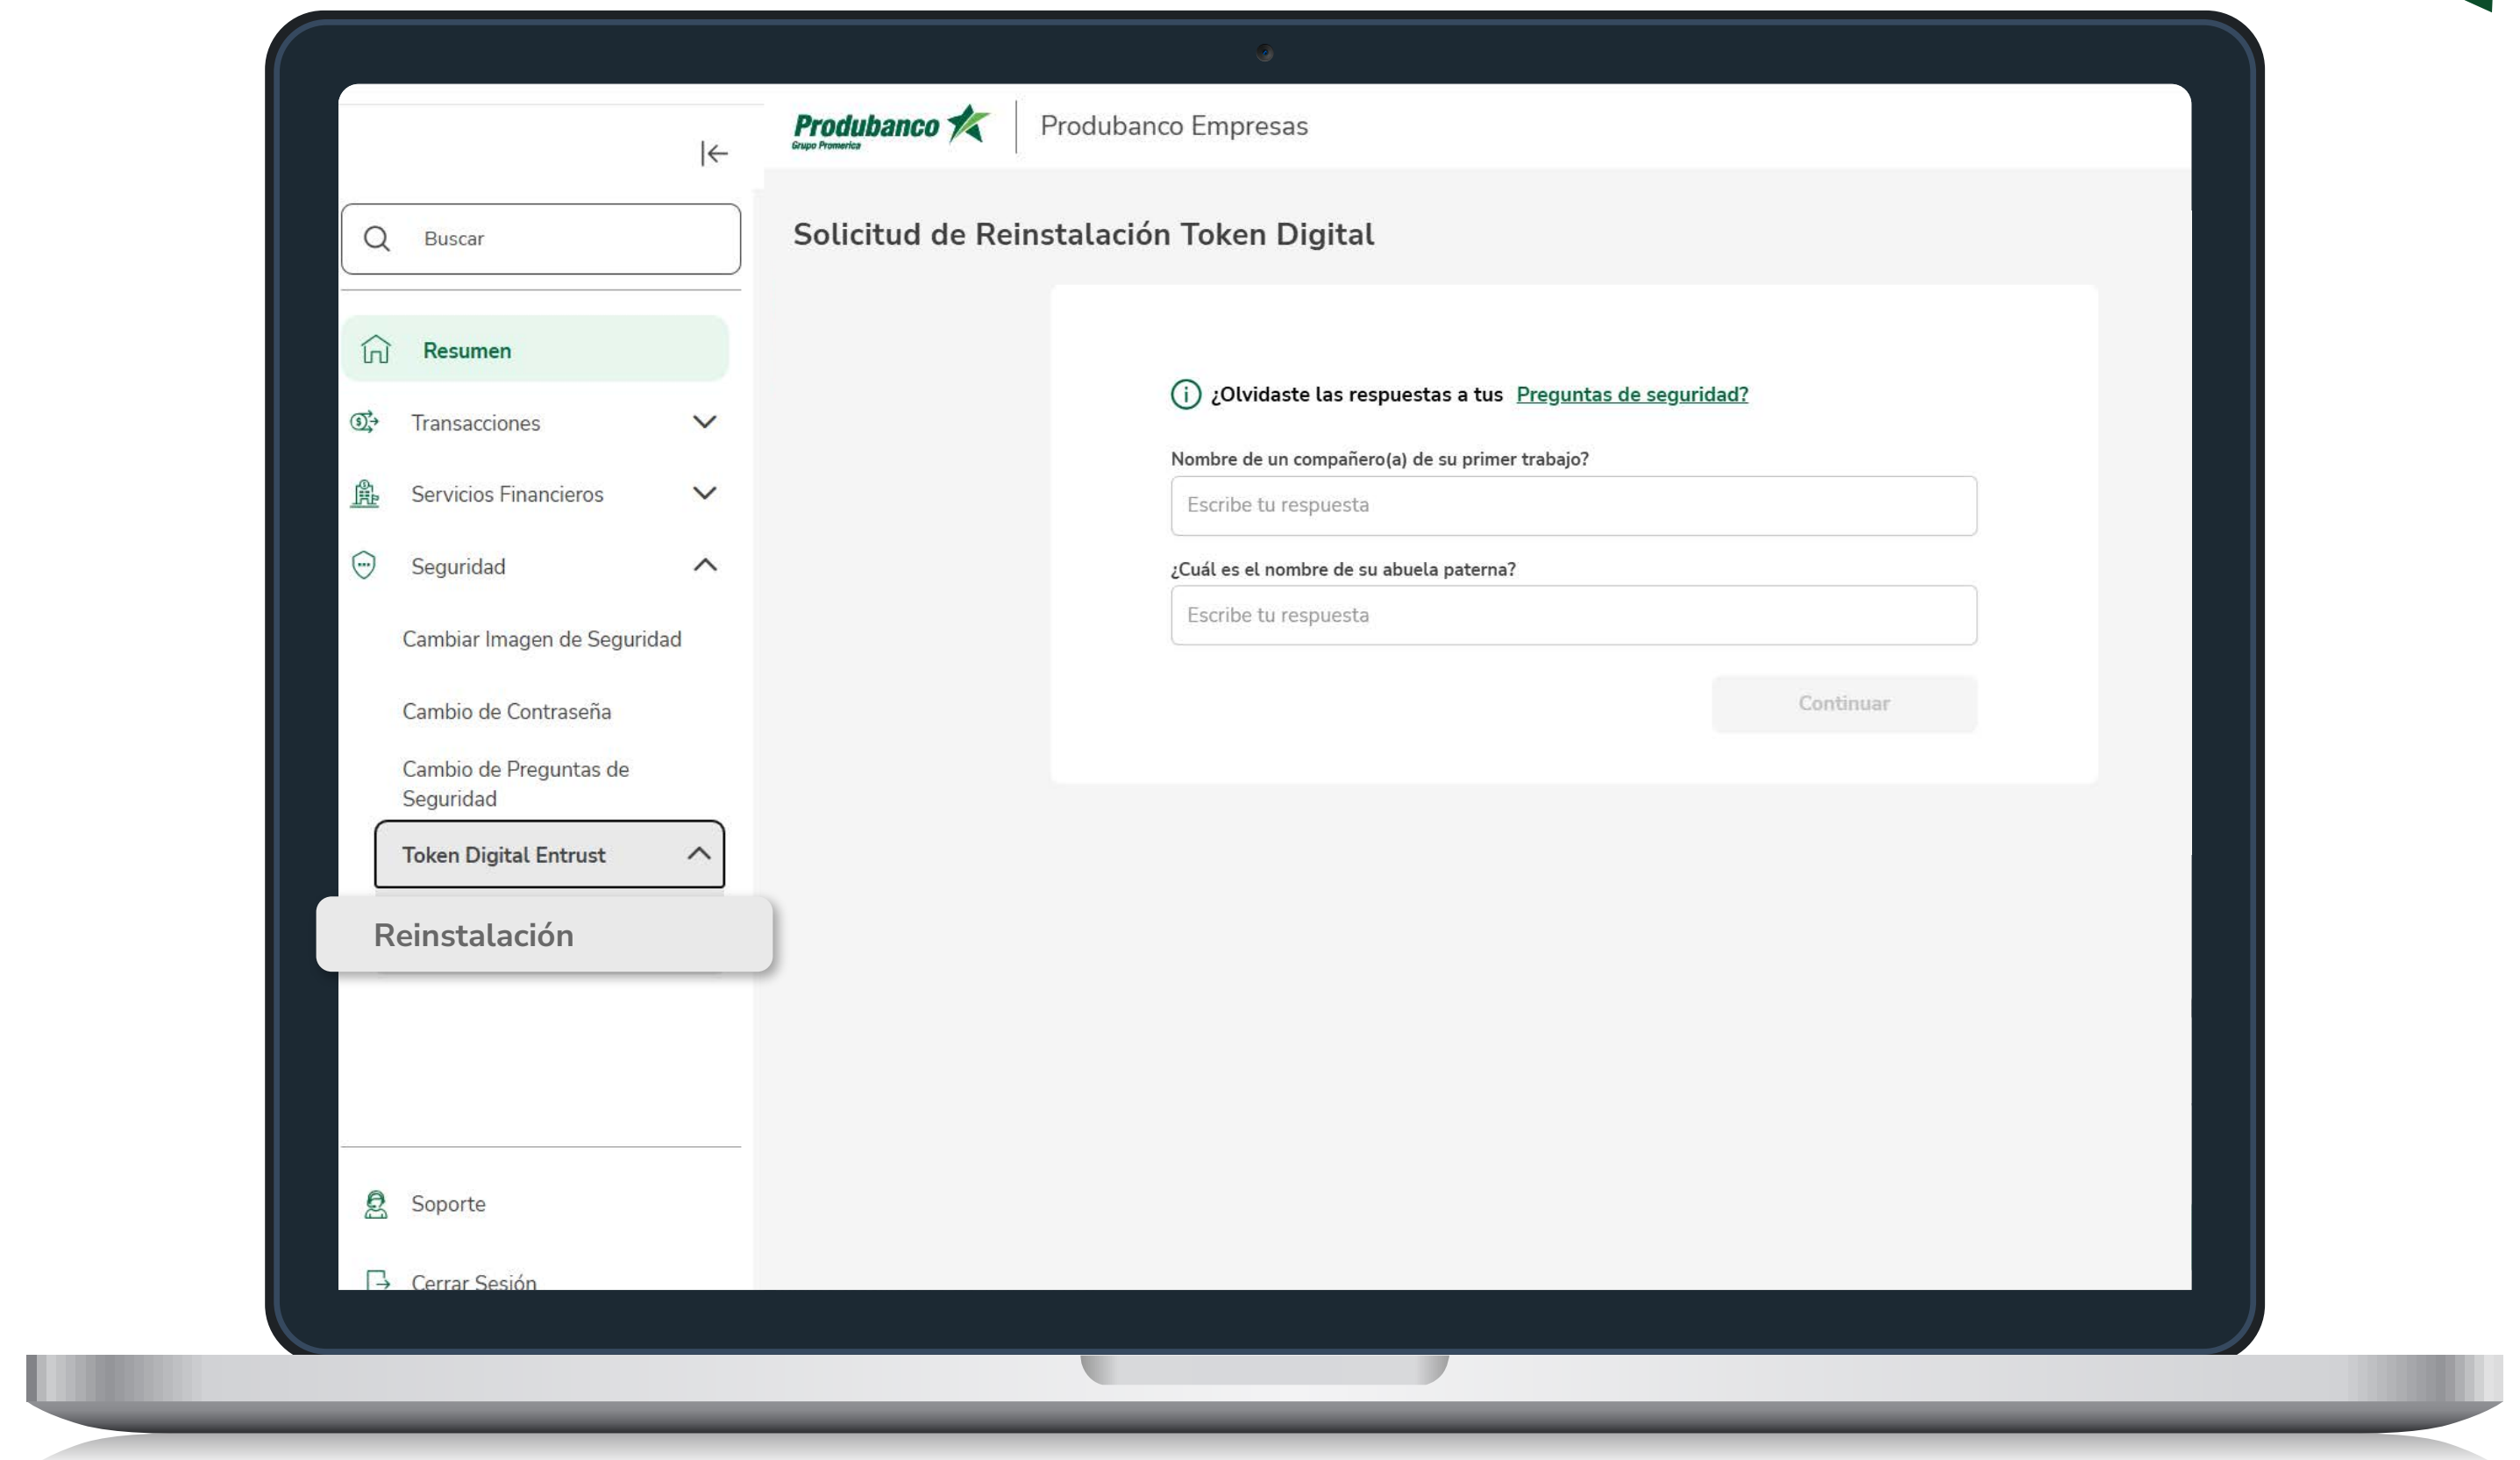 Produbanco
Grupo Promerica
Produbanco Empresas
Buscar
Resumen
Transacciones
Servicios Financieros
Seguridad
Cambiar Imagen de Seguridad
Cambio de Contraseña
Cambio de Preguntas de
Seguridad
Token Digital Entrust
Reinstalación
Soporte
Cerrar Sesión
Solicitud de Reinstalación Token Digital
¿Olvidaste las respuestas a tus Preguntas de seguridad?
Nombre de un compañero(a) de su primer trabajo?
Escribe tu respuesta
¿Cuál es el nombre de su abuela paterna?
Escribe tu respuesta
Continuar